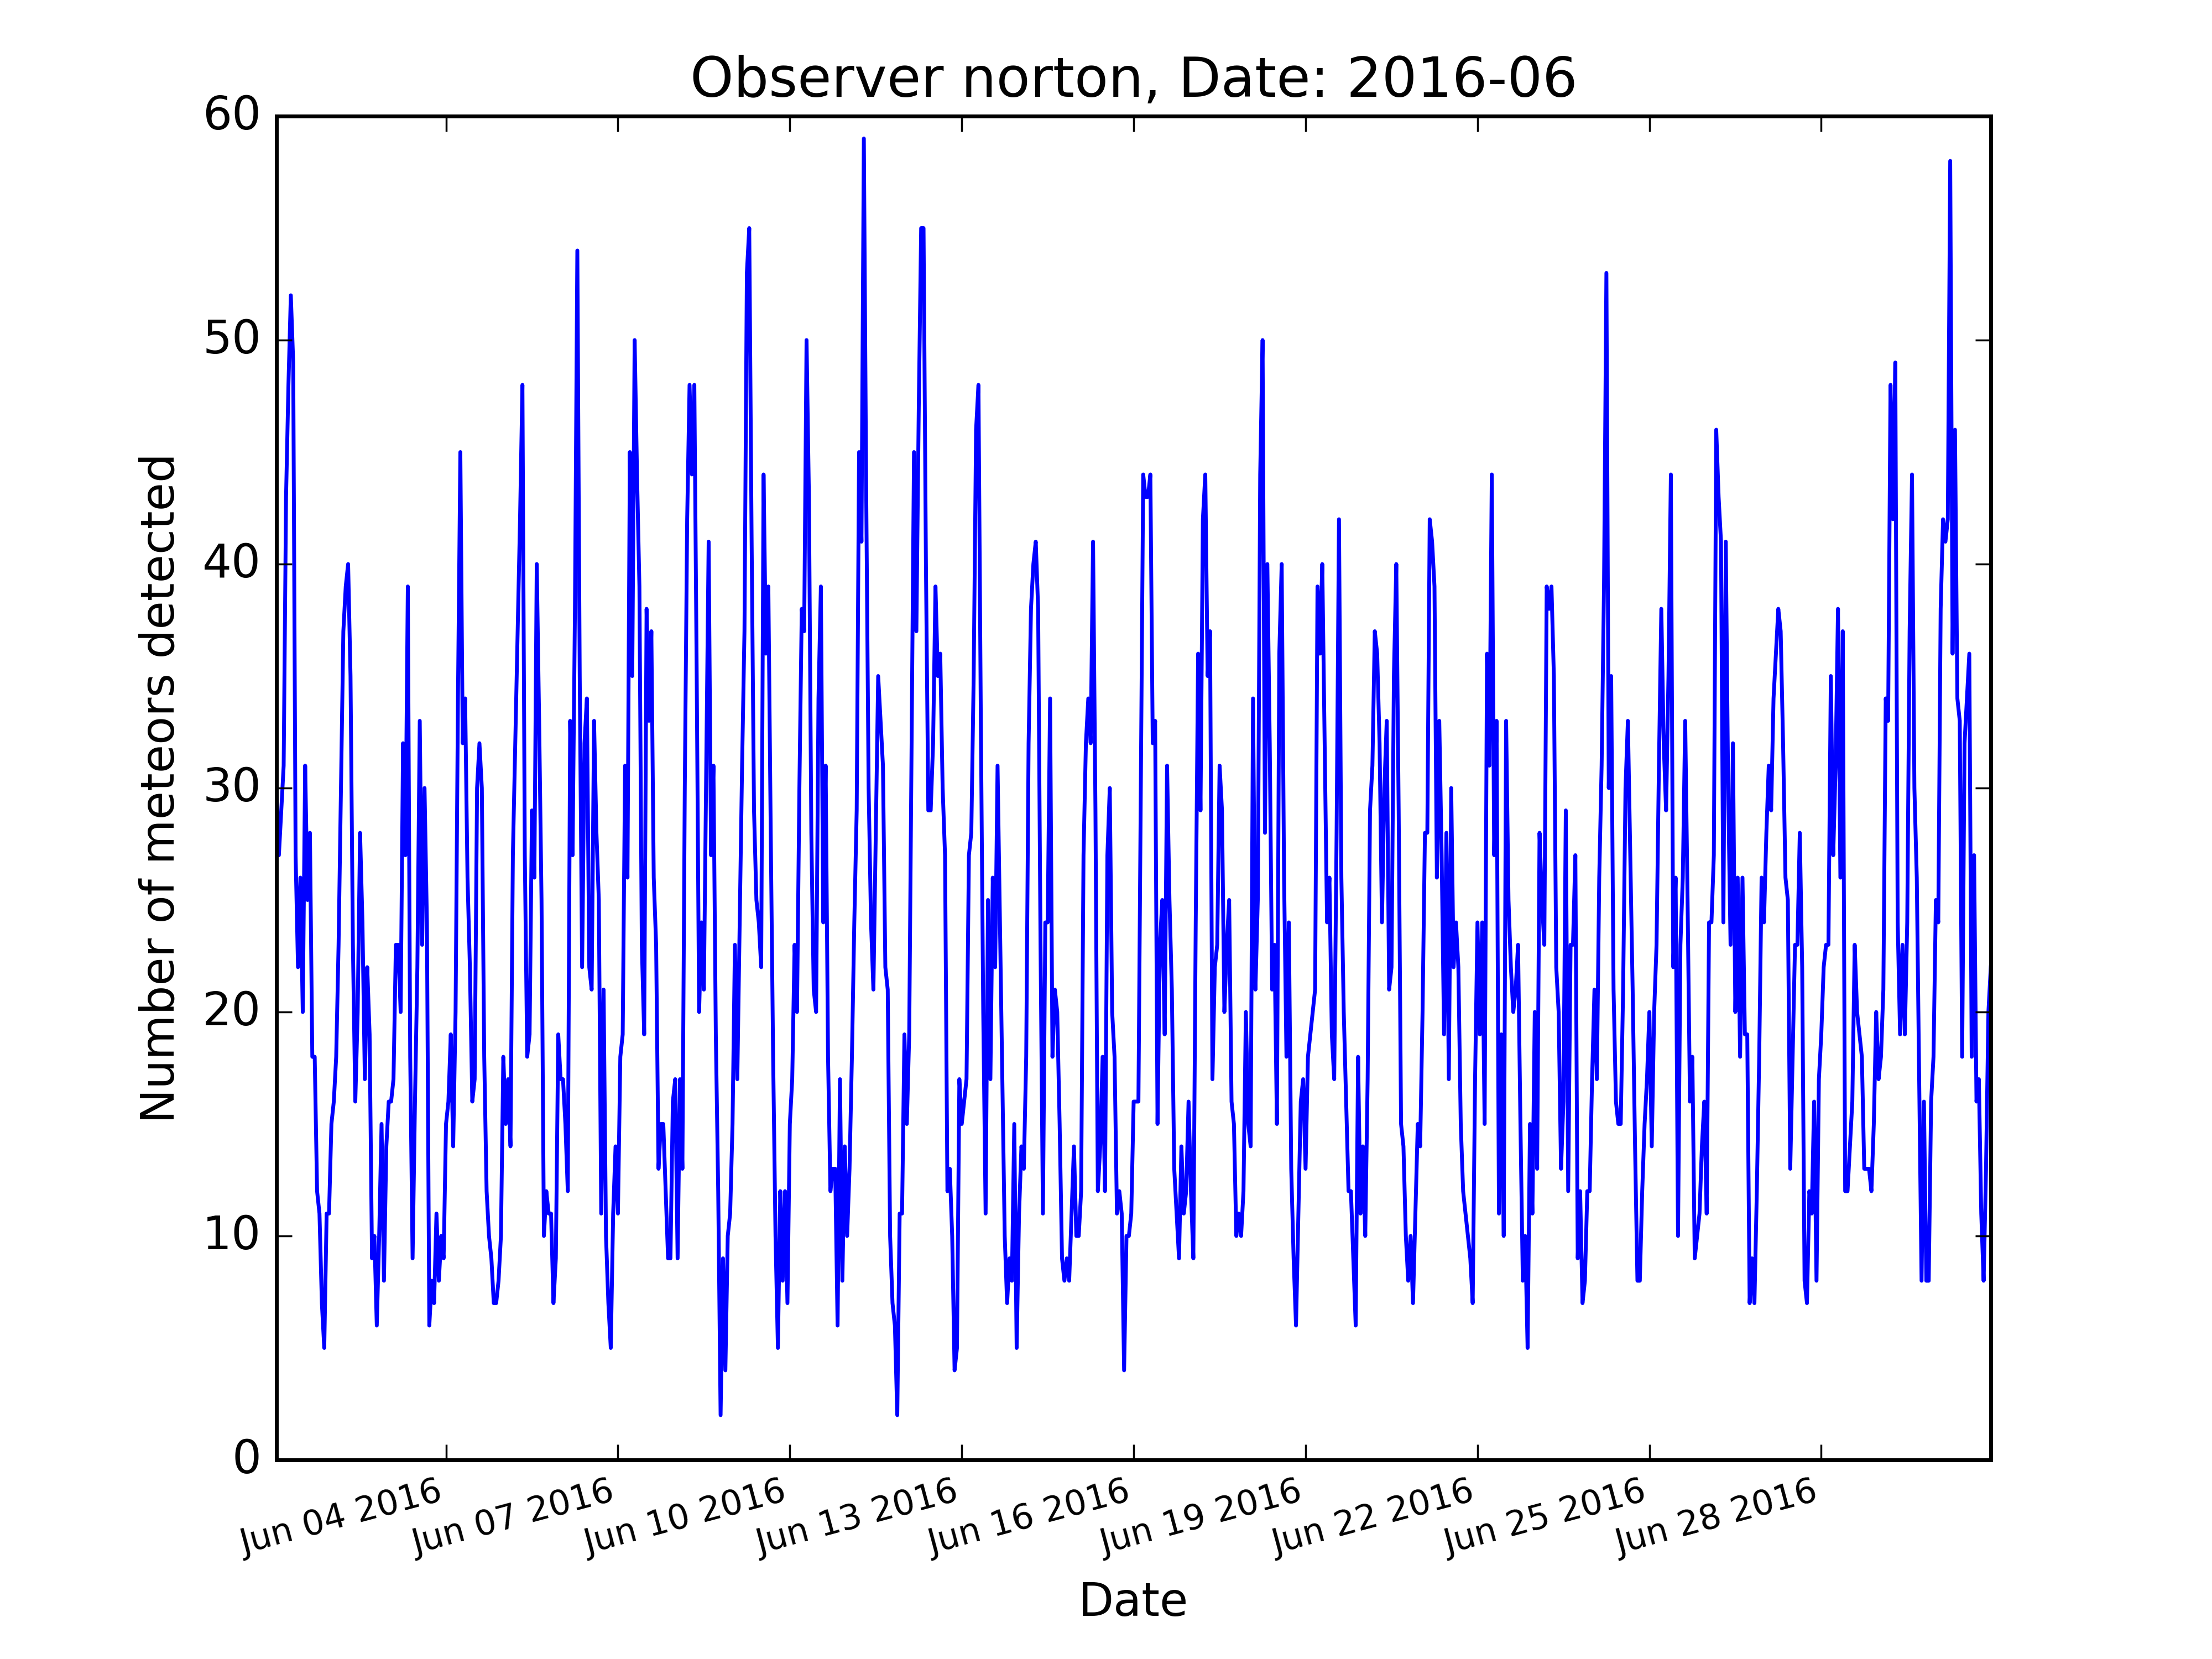 Observer norton, Date: 2016-06
Number of meteors detected
60
50
40
30
20
10
0
Jun 04 2016
Jun 07 2016
Jun 10 2016
Jun 13 2016
Jun 16 2016
Jun 19 2016
Jun 22 2016
Jun 25 2016
Jun 28 2016
Date